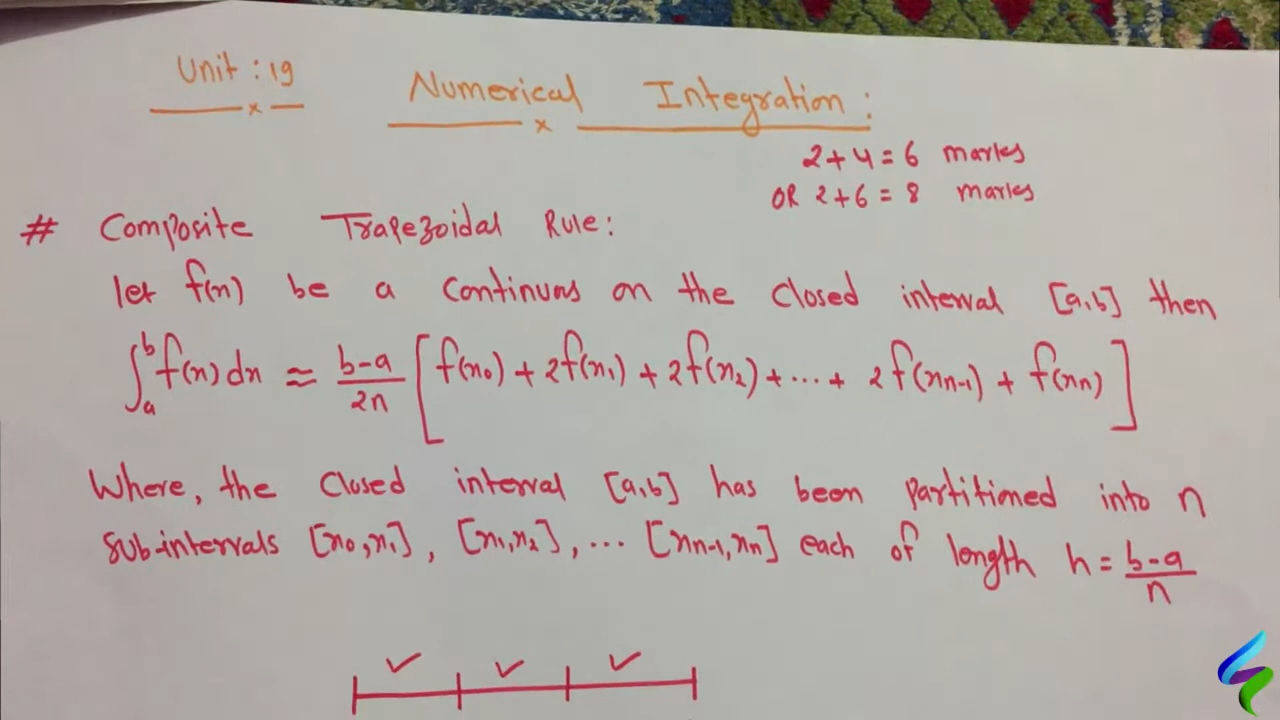 Unit : 19 Numerical Integration :
2 + 4 = 6 marks
OR 2 + 6 = 8 marks
# Composite Trapezoidal Rule :
let f(x) be a continuos on the closed interval [a,b] then
∫ₐᵇ f(x) dx ≈ b-a/2n [f(x₀) + 2f(x₁) + 2f(x₂) + ... + 2f(xn-1) + f(xn)]
Where, the closed interval [a,b] has been partitioned into n
sub-intervals [x₀,x₁], [x₁,x₂], ... [xn-1,xn] each of length h = b-a/n